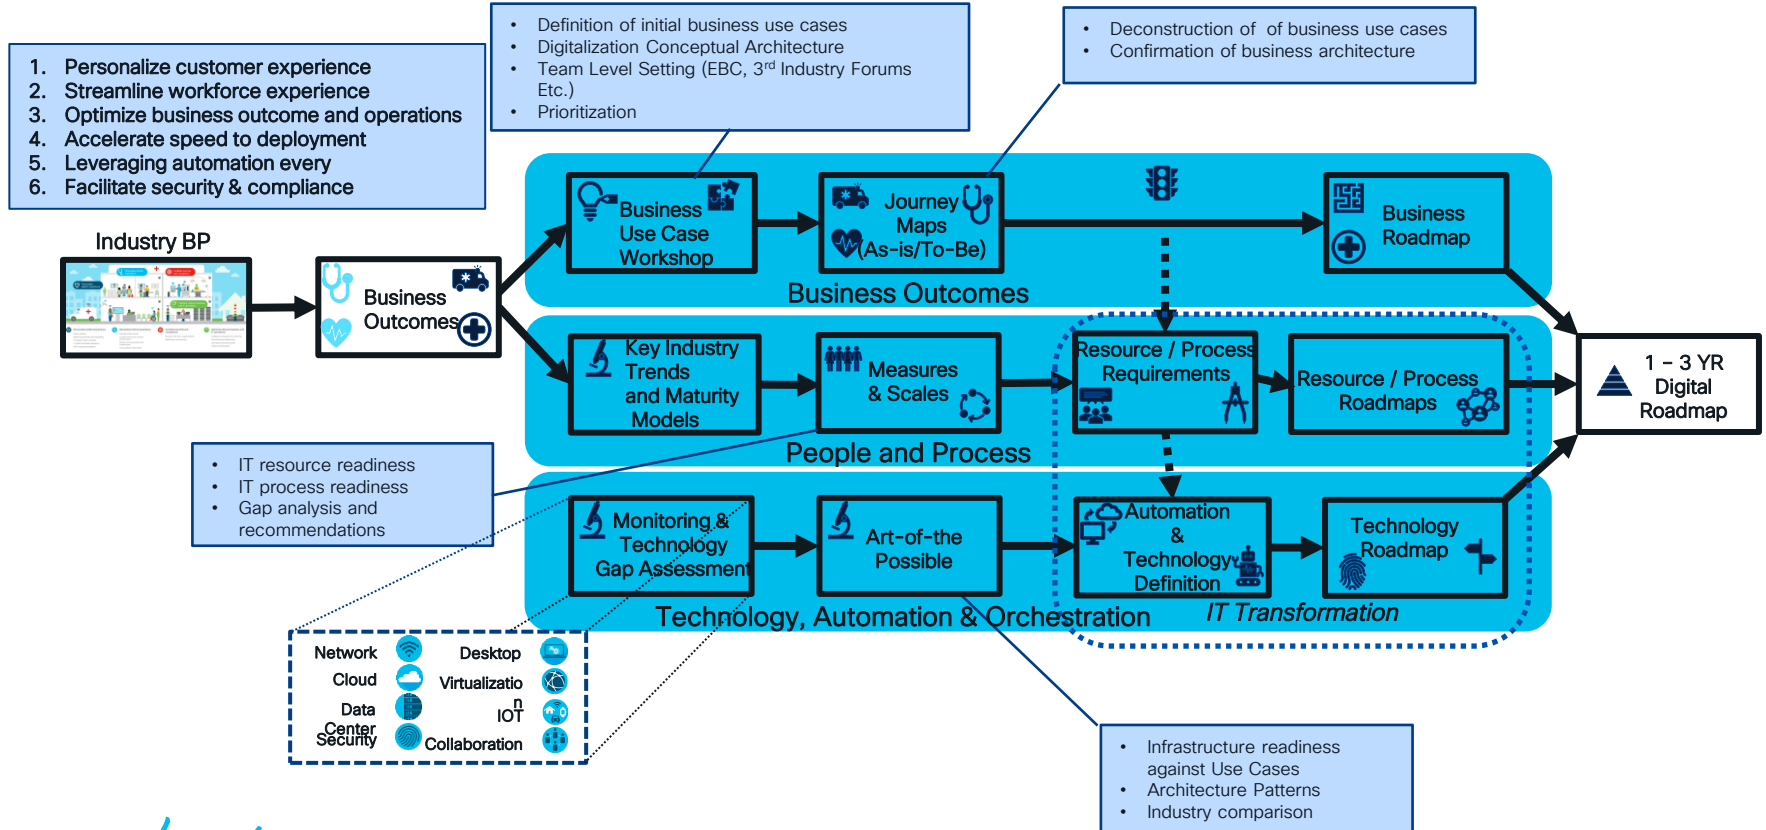 • Definition of initial business use cases
• Digitalization Conceptual Architecture
• Team Level Setting (EBC, 3rd Industry Forums
Etc.)
• Prioritization
• Deconstruction of of business use cases
• Confirmation of business architecture
1. Personalize customer experience
2. Streamline workforce experience
3. Optimize business outcome and operations
4. Accelerate speed to deployment
5. Leveraging automation every
6. Facilitate security & compliance
Industry BP
Business
Outcomes
Business
Use Case
Workshop
Journey
Maps
(As-is/To-Be)
Business
Roadmap
Business Outcomes
Key Industry
Trends
and Maturity
Models
Measures
& Scales
Resource / Process
Requirements
Resource / Process
Roadmaps
1 – 3 YR
Digital
Roadmap
People and Process
• IT resource readiness
• IT process readiness
• Gap analysis and
recommendations
Monitoring &
Technology
Gap Assessment
Art-of-the
Possible
Automation
&
Technology
Definition
Technology
Roadmap
Technology, Automation & Orchestration
IT Transformation
Network
Cloud
Data
Center
Security
Desktop
Virtualizatio
n
IOT
Collaboration
• Infrastructure readiness
against Use Cases
• Architecture Patterns
• Industry comparison